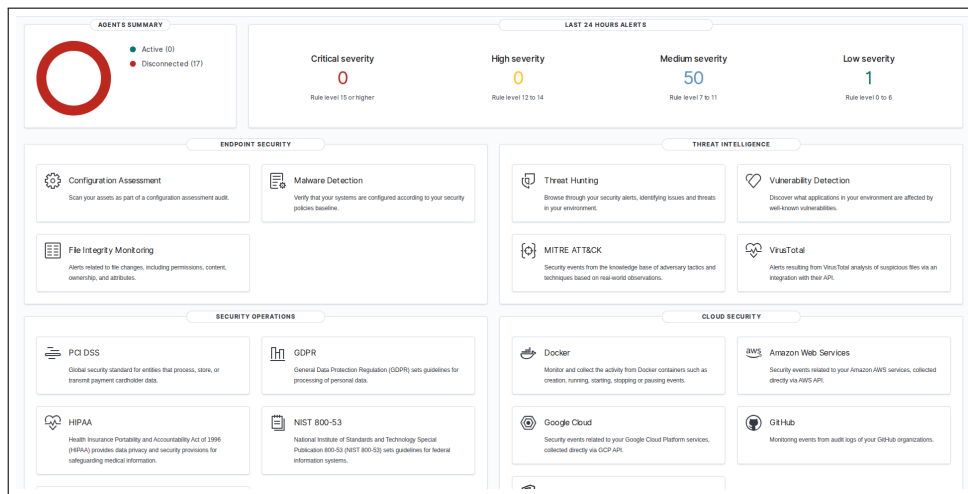 AGENTS SUMMARY
Active (0)
Disconnected (17)
LAST 24 HOURS ALERTS
Critical severity
0
Rule level 15 or higher
High severity
0
Rule level 12 to 14
Medium severity
50
Rule level 7 to 11
Low severity
1
Rule level 0 to 6
ENDPOINT SECURITY
Configuration Assessment
Scan your assets as part of a configuration assessment audit.
Malware Detection
Verify that your systems are configured according to your security
policies baseline.
File Integrity Monitoring
Alerts related to file changes, including permissions, content,
ownership, and attributes.
THREAT INTELLIGENCE
Threat Hunting
Browse through your security alerts, identifying issues and threats
in your environment.
Vulnerability Detection
Discover what applications in your environment are affected by
well-known vulnerabilities.
MITRE ATT&CK
Security events from the knowledge base of adversary tactics and
techniques based on real-world observations.
VirusTotal
Alerts resulting from VirusTotal analysis of suspicious files via an
integration with their API.
SECURITY OPERATIONS
PCI DSS
Global security standard for entities that process, store, or
transmit payment cardholder data.
GDPR
General Data Protection Regulation (GDPR) sets guidelines for
processing of personal data.
HIPAA
Health Insurance Portability and Accountability Act of 1996
(HIPAA) provides data privacy and security provisions for
safeguarding medical information.
NIST 800-53
National Institute of Standards and Technology Special
Publication 800-53 (NIST 800-53) sets guidelines for federal
information systems.
CLOUD SECURITY
Docker
Monitor and collect the activity from Docker containers such as
creation, running, starting, stopping or pausing events.
aws
Amazon Web Services
Security events related to your Amazon AWS services, collected
directly via AWS API.
Google Cloud
Security events related to your Google Cloud Platform services,
collected directly via GCP API.
GitHub
Monitoring events from audit logs of your GitHub organizations.